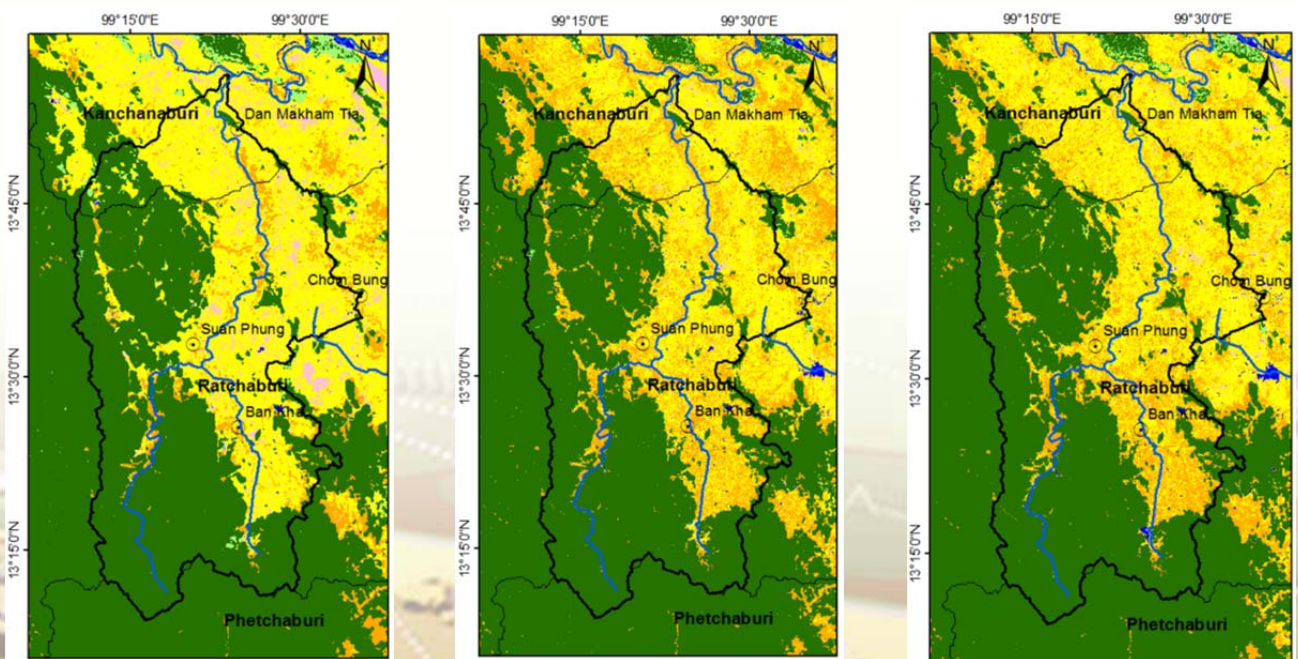 99°15'0"E 99°30'0"E
N
Kanchanaburi
Dan Makham Tia
13°45'0"N
Chom Bung
Suan Phung
13°30'0"N
Ratchaburi
Ban Kha
13°15'0"N
Phetchaburi
99°15'0"E 99°30'0"E
N
Kanchanaburi
Dan Makham Tia
13°45'0"N
Chom Bung
Suan Phung
13°30'0"N
Ratchaburi
Ban Kha
13°15'0"N
Phetchaburi
99°15'0"E 99°30'0"E
N
Kanchanaburi
Dan Makham Tia
13°45'0"N
Chom Bung
Suan Phung
13°30'0"N
Ratchaburi
Ban Kha
13°15'0"N
Phetchaburi